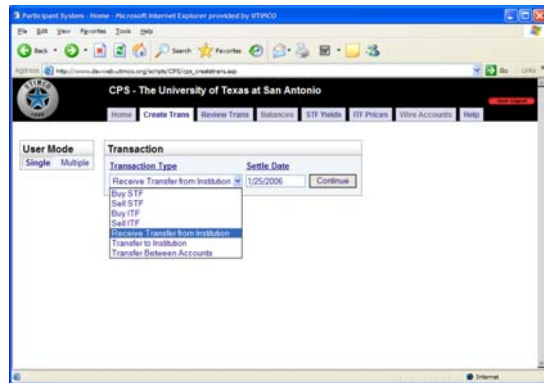 Participant System - Home - Microsoft Internet Explorer provided by UTIMCO
File Edit View Favorites Tools Help
Back Search Favorites
Address Go Links
CPS - The University of Texas at San Antonio
Home Create Trans Review Trans Balances STF Yields ITF Prices Wire Accounts Help
User Mode
Single Multiple
Transaction
Transaction Type Settle Date
Receive Transfer from Institution 1/25/2006 Continue
Buy STF
Sell STF
Buy ITF
Sell ITF
Receive Transfer from Institution
Transfer to Institution
Transfer Between Accounts
Internet